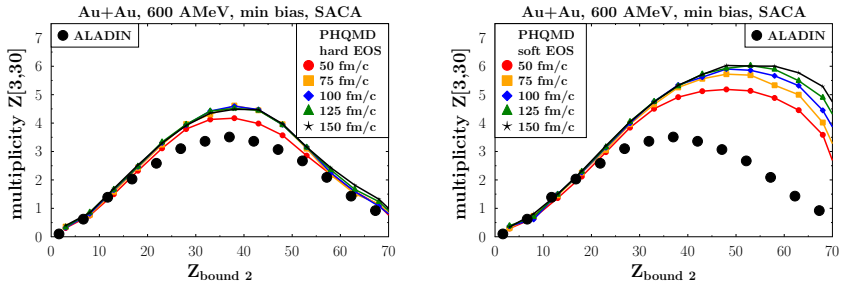 Au+Au, 600 AMeV, min bias, SACA
multiplicity Z[3,30]
7
6
5
4
3
2
1
0
ALADIN
PHQMD
hard EOS
50 fm/c
75 fm/c
100 fm/c
125 fm/c
150 fm/c
0 10 20 30 40 50 60 70
Z_bound 2
Au+Au, 600 AMeV, min bias, SACA
multiplicity Z[3,30]
7
6
5
4
3
2
1
0
PHQMD
soft EOS
50 fm/c
75 fm/c
100 fm/c
125 fm/c
150 fm/c
ALADIN
0 10 20 30 40 50 60 70
Z_bound 2